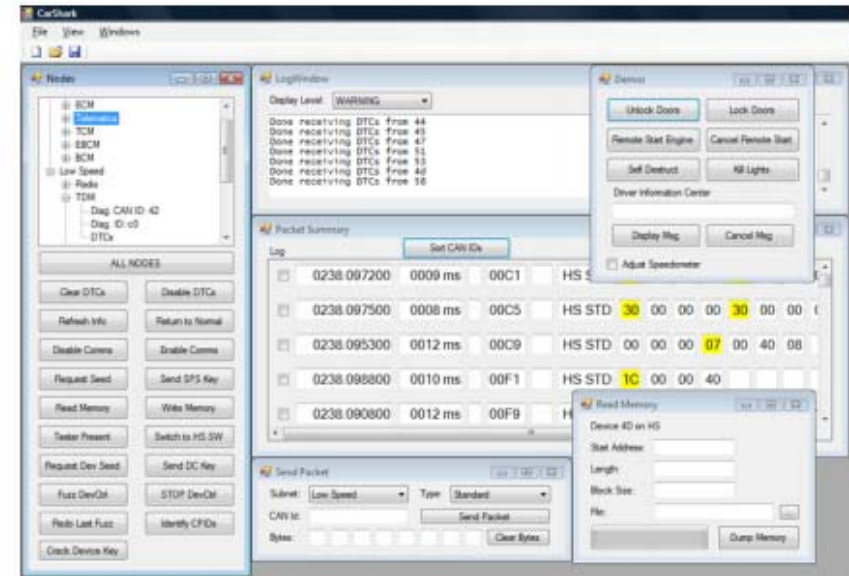 CarShark
File View Windows
Nodes
ECM
Telematics
TCM
EBCM
BCM
Low Speed
Radio
TDM
Diag. CAN ID: 42
Diag. ID: c0
DTCs
ALL NODES
Clear DTCs Disable DTCs
Refresh Info Return to Normal
Disable Comms Enable Comms
Request Seed Send SPS Key
Read Memory Write Memory
Tester Present Switch to HS SW
Request Dev Seed Send DC Key
Fuzz DevCtrl STOP DevCtrl
Redo Last Fuzz Identify CPIDs
Crack Device Key
LogWindow
Display Level: WARNING
Done receiving DTCs from 44
Done receiving DTCs from 45
Done receiving DTCs from 47
Done receiving DTCs from 51
Done receiving DTCs from 53
Done receiving DTCs from 4d
Done receiving DTCs from 58
Demos
Unlock Doors Lock Doors
Remote Start Engine Cancel Remote Start
Self Destruct Kill Lights
Driver Information Center
Display Msg Cancel Msg
Adjust Speedometer
Packet Summary
Log Sort CAN IDs
0238.097200 0009 ms 00C1 HS
0238.097500 0008 ms 00C5 HS STD 30 00 00 00 30 00 00
0238.095300 0012 ms 00C9 HS STD 00 00 00 07 00 40 08
0238.098800 0010 ms 00F1 HS STD 1C 00 00 40
0238.090800 0012 ms 00F9
Read Memory
Device 4D on HS
Start Address:
Length:
Block Size:
File: ...
Dump Memory
Send Packet
Subnet: Low Speed Type: Standard
CAN Id: Send Packet
Bytes: Clear Bytes